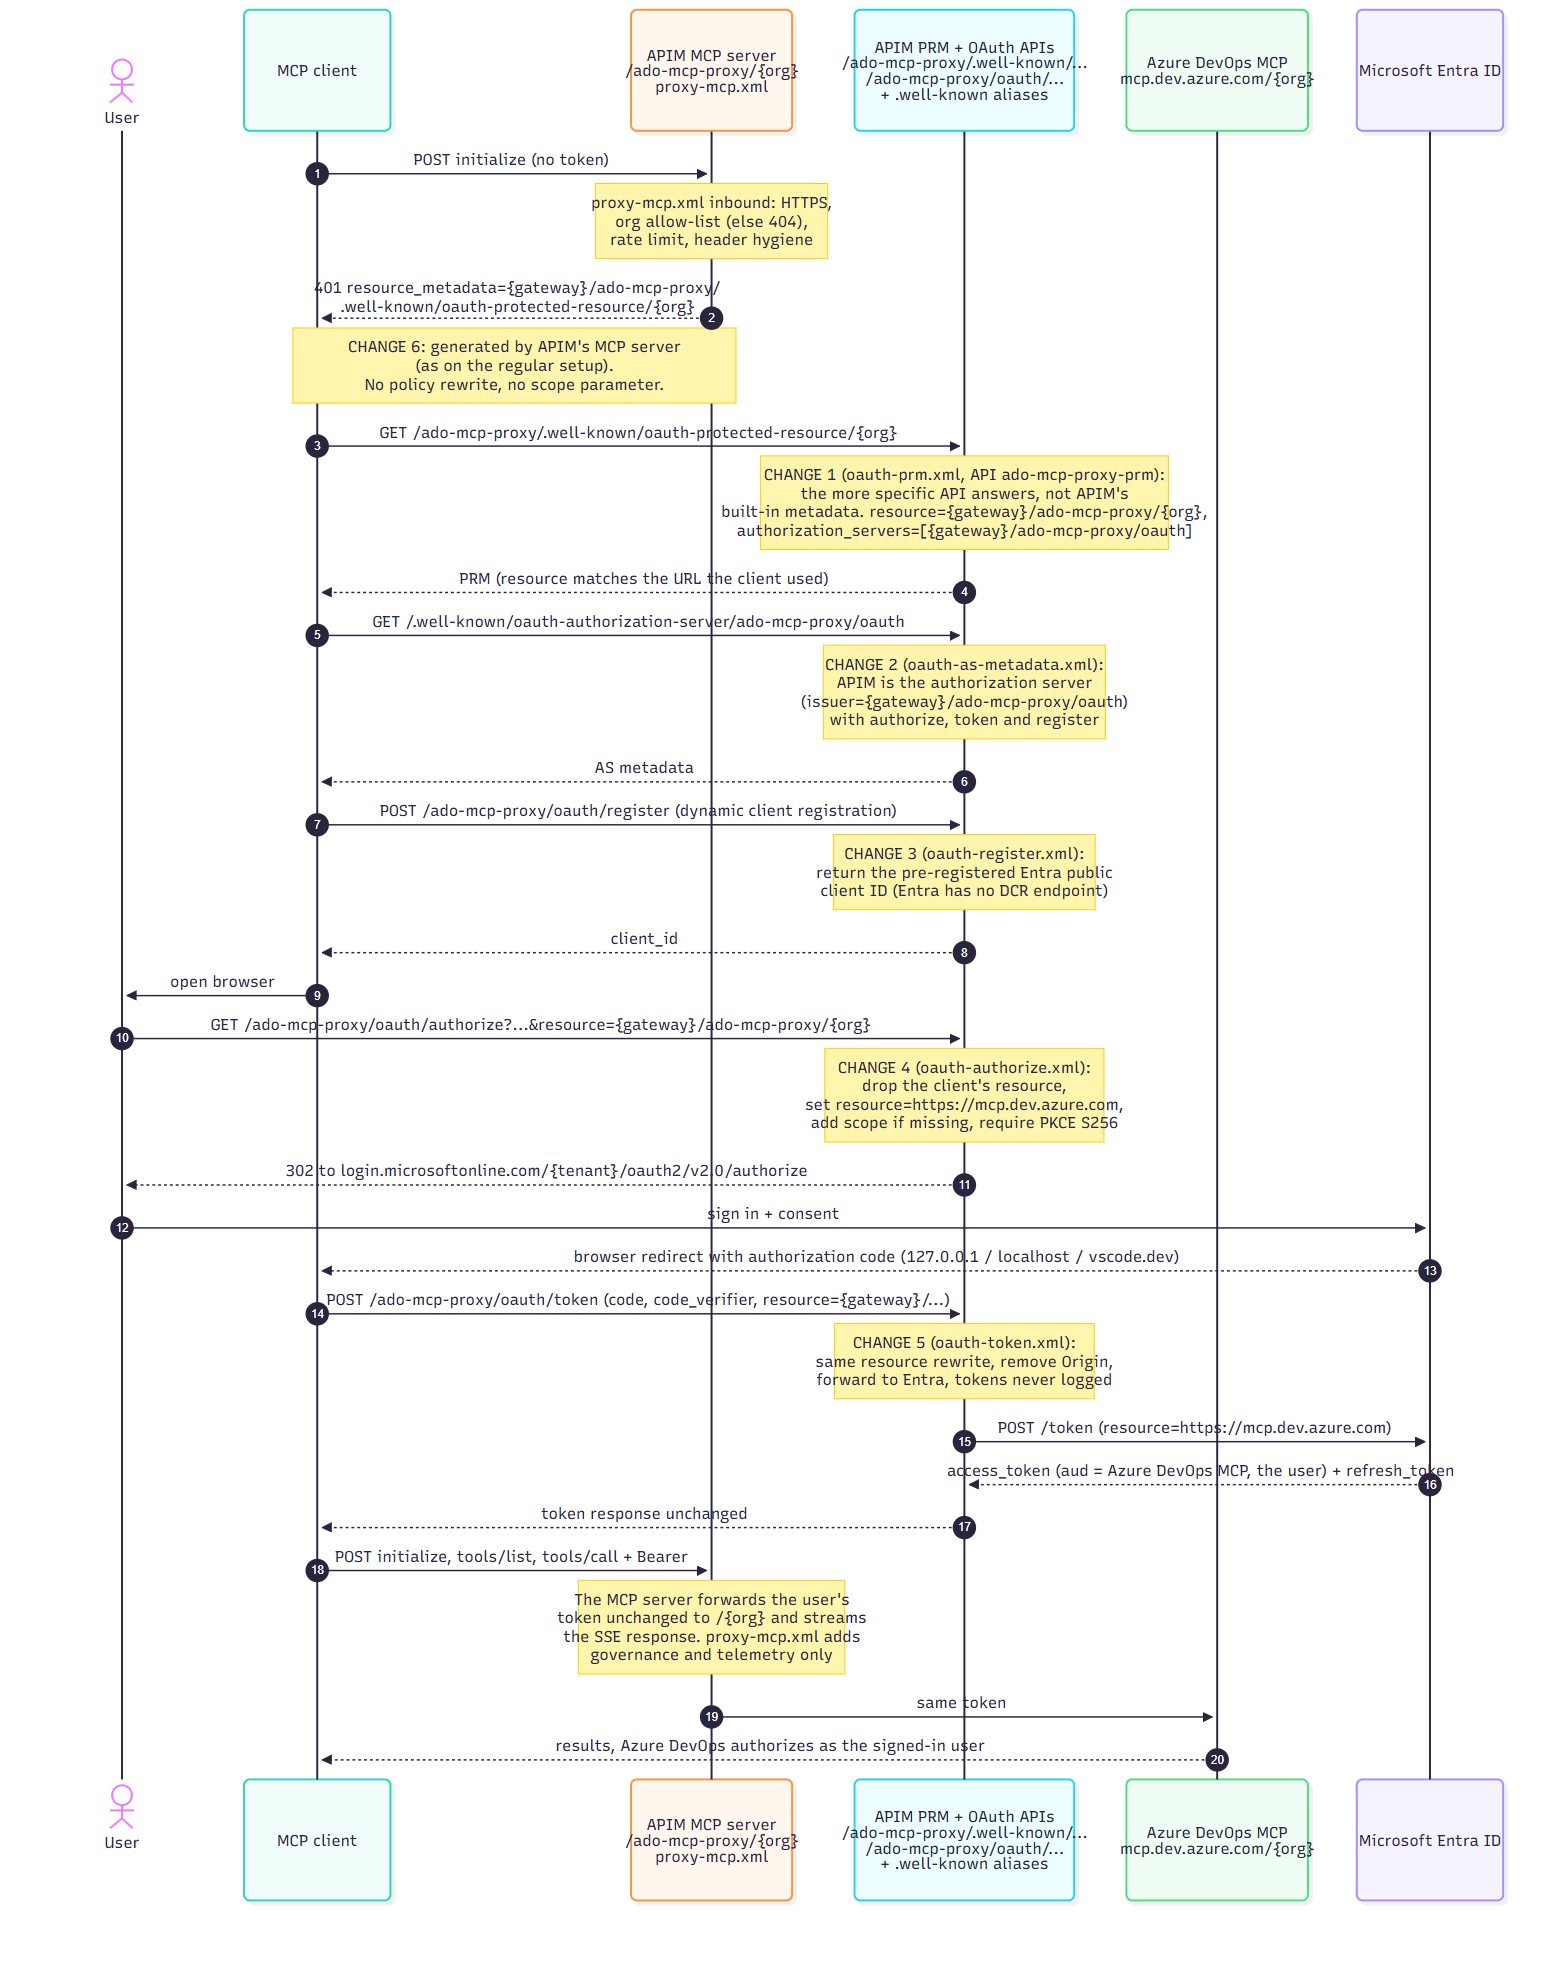 User
MCP client
APIM MCP server
/ado-mcp-proxy/{org}
proxy-mcp.xml
APIM PRM + OAuth APIs
/ado-mcp-proxy/.well-known/...
/ado-mcp-proxy/oauth/...
+ .well-known aliases
Azure DevOps MCP
mcp.dev.azure.com/{org}
Microsoft Entra ID
POST initialize (no token)
1
proxy-mcp.xml inbound: HTTPS,
org allow-list (else 404),
rate limit, header hygiene
401 resource_metadata={gateway}/ado-mcp-proxy/
.well-known/oauth-protected-resource/{org}
2
CHANGE 6: generated by APIM's MCP server
(as on the regular setup).
No policy rewrite, no scope parameter.
GET /ado-mcp-proxy/.well-known/oauth-protected-resource/{org}
3
CHANGE 1 (oauth-prm.xml, API ado-mcp-proxy-prm):
the more specific API answers, not APIM's
built-in metadata. resource={gateway}/ado-mcp-proxy/{org},
authorization_servers=[{gateway}/ado-mcp-proxy/oauth]
PRM (resource matches the URL the client used)
4
GET /.well-known/oauth-authorization-server/ado-mcp-proxy/oauth
5
CHANGE 2 (oauth-as-metadata.xml):
APIM is the authorization server
(issuer={gateway}/ado-mcp-proxy/oauth)
with authorize, token and register
AS metadata
6
POST /ado-mcp-proxy/oauth/register (dynamic client registration)
7
CHANGE 3 (oauth-register.xml):
return the pre-registered Entra public
client ID (Entra has no DCR endpoint)
client_id
8
open browser
9
GET /ado-mcp-proxy/oauth/authorize?...&resource={gateway}/ado-mcp-proxy/{org}
10
CHANGE 4 (oauth-authorize.xml):
drop the client's resource,
set resource=https://mcp.dev.azure.com,
add scope if missing, require PKCE S256
302 to login.microsoftonline.com/{tenant}/oauth2/v2.0/authorize
11
sign in + consent
12
browser redirect with authorization code (127.0.0.1 / localhost / vscode.dev)
13
POST /ado-mcp-proxy/oauth/token (code, code_verifier, resource={gateway}/...)
14
CHANGE 5 (oauth-token.xml):
same resource rewrite, remove Origin,
forward to Entra, tokens never logged
POST /token (resource=https://mcp.dev.azure.com)
15
access_token (aud = Azure DevOps MCP, the user) + refresh_token
16
token response unchanged
17
POST initialize, tools/list, tools/call + Bearer
18
The MCP server forwards the user's
token unchanged to /{org} and streams
the SSE response. proxy-mcp.xml adds
governance and telemetry only
same token
19
results, Azure DevOps authorizes as the signed-in user
20
User
MCP client
APIM MCP server
/ado-mcp-proxy/{org}
proxy-mcp.xml
APIM PRM + OAuth APIs
/ado-mcp-proxy/.well-known/...
/ado-mcp-proxy/oauth/...
+ .well-known aliases
Azure DevOps MCP
mcp.dev.azure.com/{org}
Microsoft Entra ID